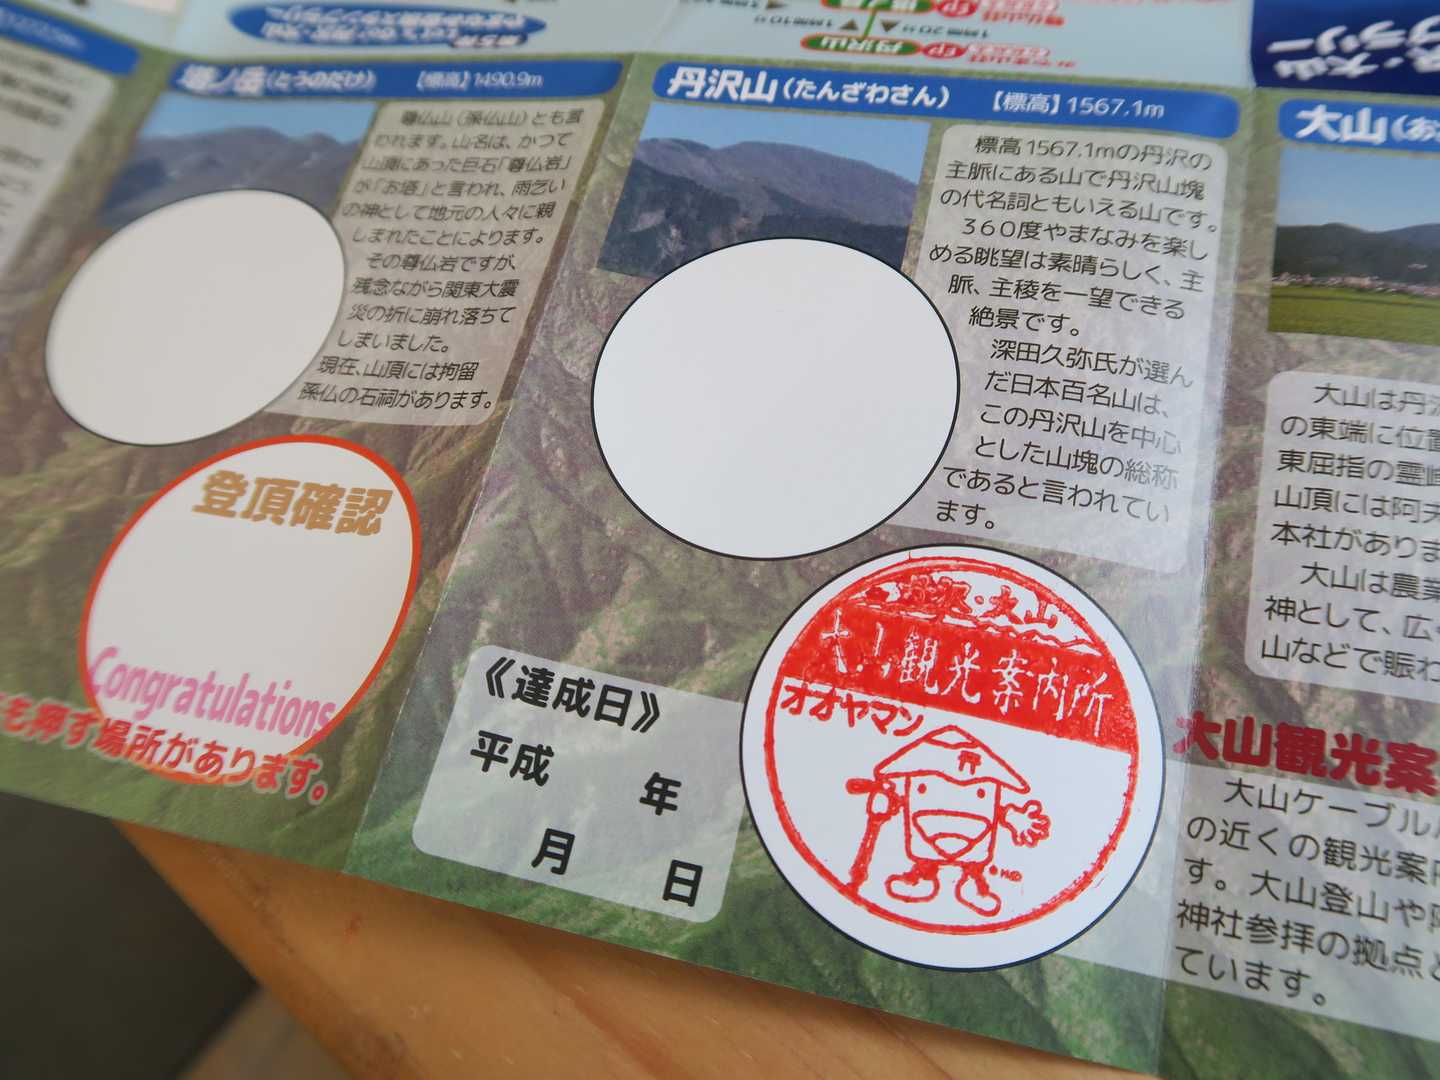 塔ノ岳(とうのだけ) 【標高】1490.9m
尊仏山(孫仏山)とも言
われます。山名は、かつて
山頂にあった巨石「尊仏岩」
が「お塔」と言われ、雨乞い
の神として地元の人々に親
しまれたことによります。
その尊仏岩ですが、
残念ながら関東大震
災の折に崩れ落ちて
しまいました。
現在、山頂には拘留
孫仏の石祠があります。
登頂確認
Congratulations
も押す場所があります。
丹沢山
丹沢山(たんざわさん) 【標高】1567.1m
標高1567.1mの丹沢の
主脈にある山で丹沢山塊
の代名詞ともいえる山です。
360度やまなみを楽し
める眺望は素晴らしく、主
脈、主稜を一望できる
絶景です。
深田久弥氏が選ん
だ日本百名山は、
この丹沢山を中心
とした山塊の総称
であると言われてい
ます。
《達成日》
平成 年
月 日
丹沢・大山
大山観光案内所
オオヤマン
大山(お
大山は丹沢
の東端に位置
東屈指の霊峰
山頂には阿夫
本社がありま
大山は農業
神として、広く
山などで賑わ
大山観光案
大山ケーブル
の近くの観光案内
す。大山登山や阿
神社参拝の拠点と
ています。